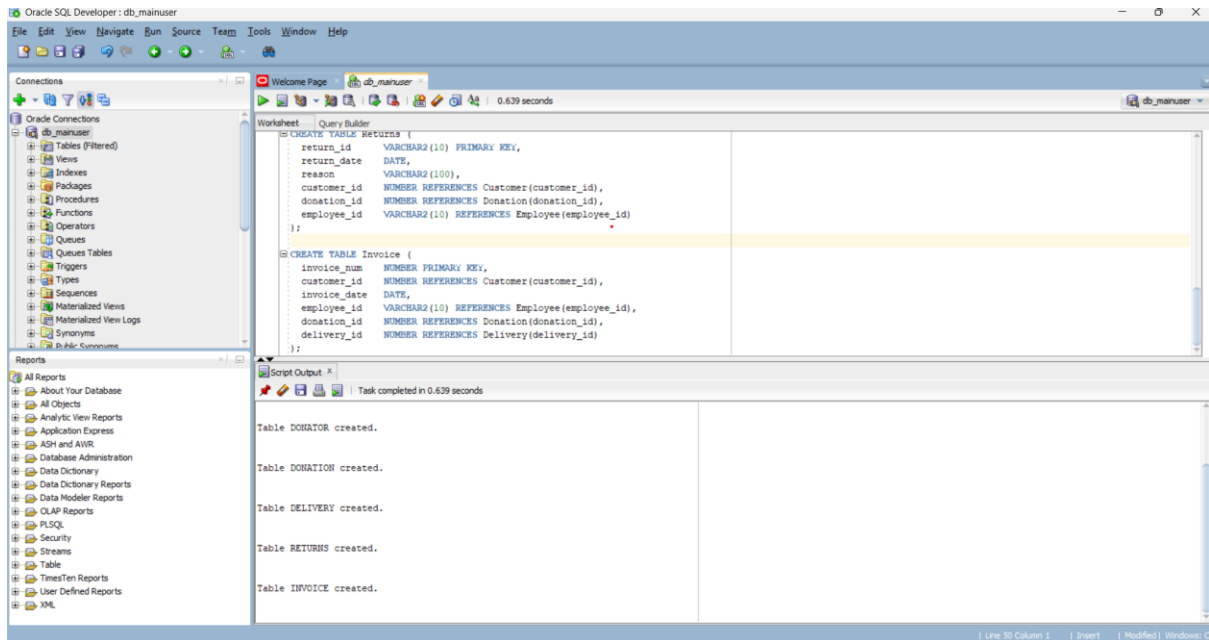 Oracle SQL Developer : db_mainuser
File Edit View Navigate Run Source Team Tools Window Help
Connections
Oracle Connections
db_mainuser
Tables (Filtered)
Views
Indexes
Packages
Procedures
Functions
Operators
Queues
Queues Tables
Triggers
Types
Sequences
Materialized Views
Materialized View Logs
Synonyms
Public Synonyms
Reports
All Reports
About Your Database
All Objects
Analytic View Reports
Application Express
ASH and AWR
Database Administration
Data Dictionary
Data Dictionary Reports
Data Modeler Reports
OLAP Reports
PLSQL
Security
Streams
Table
TimesTen Reports
User Defined Reports
XML
Welcome Page db_mainuser
0.639 seconds
db_mainuser
Worksheet Query Builder
CREATE TABLE Returns (
return_id VARCHAR2(10) PRIMARY KEY,
return_date DATE,
reason VARCHAR2(100),
customer_id NUMBER REFERENCES Customer(customer_id),
donation_id NUMBER REFERENCES Donation(donation_id),
employee_id VARCHAR2(10) REFERENCES Employee(employee_id)
);
CREATE TABLE Invoice (
invoice_num NUMBER PRIMARY KEY,
customer_id NUMBER REFERENCES Customer(customer_id),
invoice_date DATE,
employee_id VARCHAR2(10) REFERENCES Employee(employee_id),
donation_id NUMBER REFERENCES Donation(donation_id),
delivery_id NUMBER REFERENCES Delivery(delivery_id)
);
Script Output
Task completed in 0.639 seconds
Table DONATOR created.
Table DONATION created.
Table DELIVERY created.
Table RETURNS created.
Table INVOICE created.
Line 50 Column 1 | Insert | Modified | Windows: C